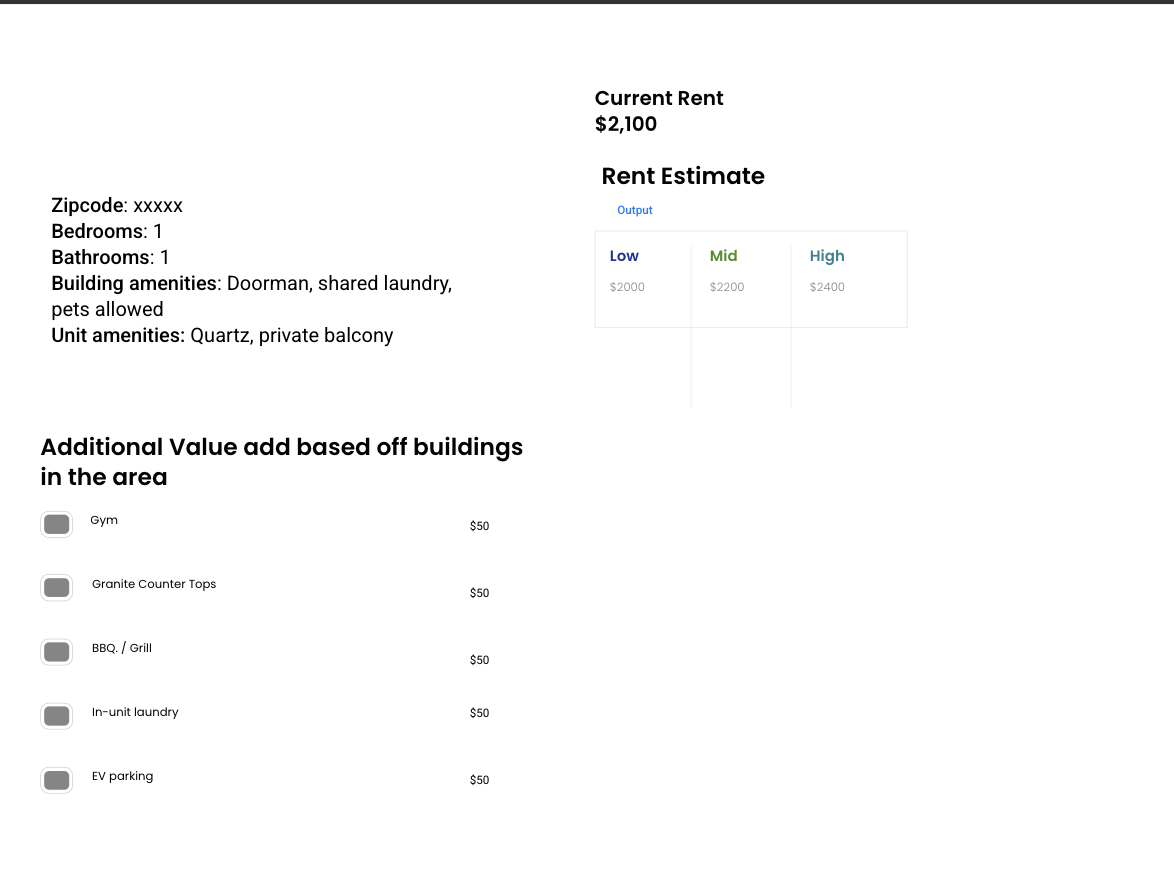 Current Rent
$2,100
Rent Estimate
Output
Low Mid High
$2000 $2200 $2400
Zipcode: xxxxx
Bedrooms: 1
Bathrooms: 1
Building amenities: Doorman, shared laundry,
pets allowed
Unit amenities: Quartz, private balcony
Additional Value add based off buildings
in the area
Gym $50
Granite Counter Tops $50
BBQ. / Grill $50
In-unit laundry $50
EV parking $50